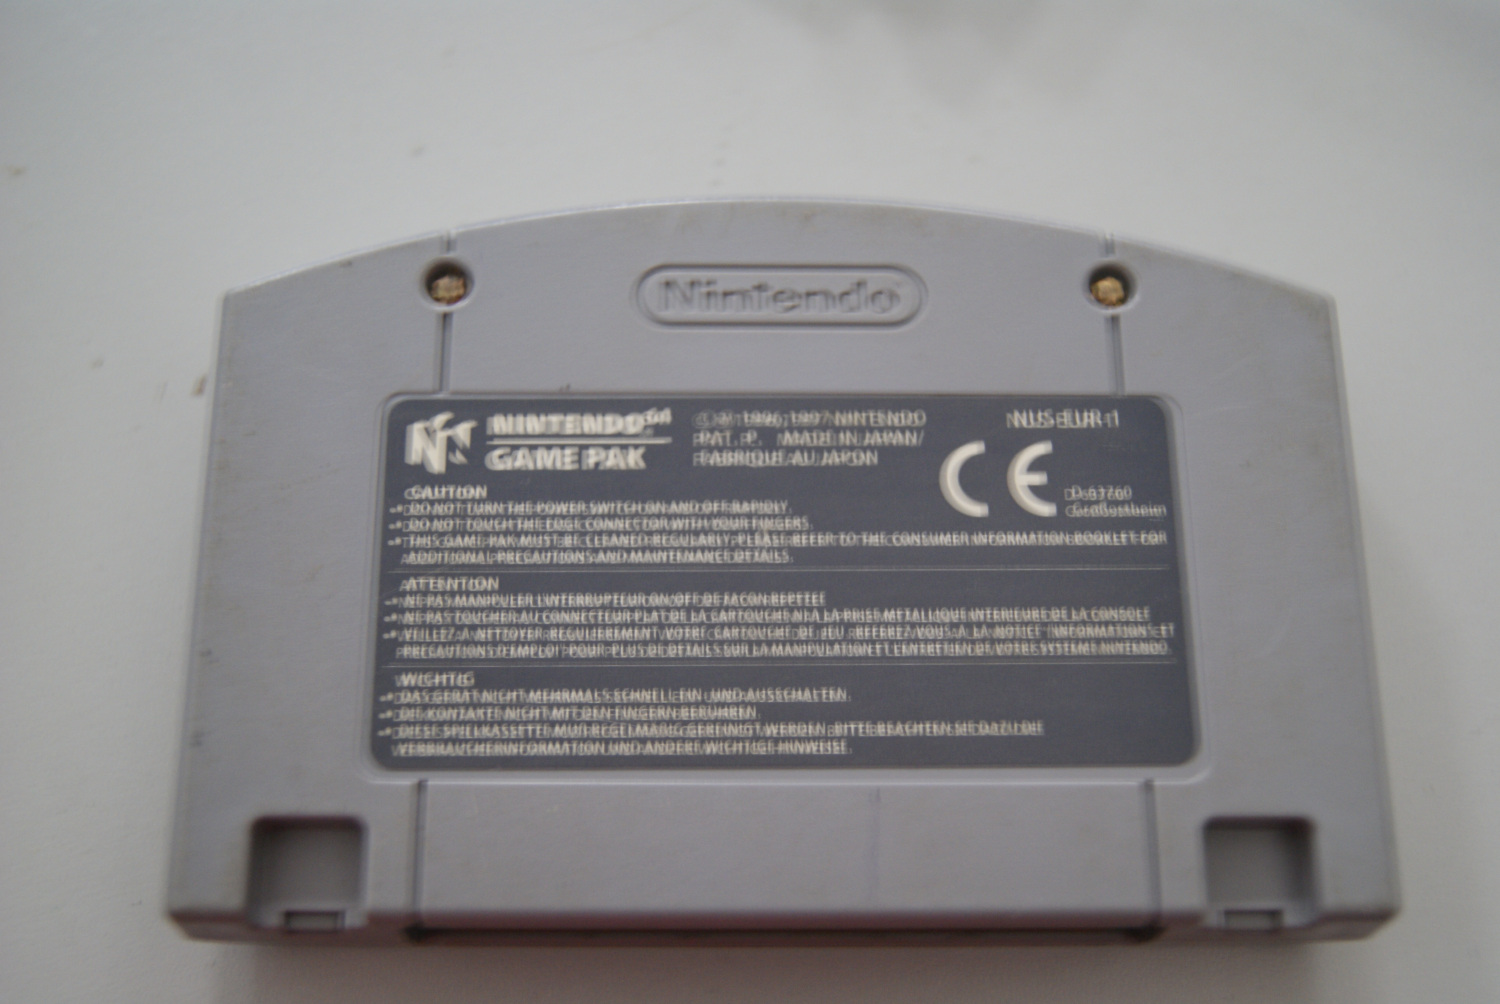 Nintendo
NINTENDO 64
GAME PAK
1996,1997 NINTENDO
PAT. P. MADE IN JAPAN/
FABRIQUE AU JAPON
NUS-EUR-1
CE
D-63760
Großostheim
CAUTION
• DO NOT TURN THE POWER SWITCH ON AND OFF RAPIDLY.
• DO NOT TOUCH THE EDGE CONNECTOR WITH YOUR FINGERS.
• THIS GAME PAK MUST BE CLEANED REGULARLY. PLEASE REFER TO THE CONSUMER INFORMATION BOOKLET FOR
ADDITIONAL PRECAUTIONS AND MAINTENANCE DETAILS.
ATTENTION
• NE PAS MANIPULER L'INTERRUPTEUR ON/OFF DE FACON REPETEE
• NE PAS TOUCHER AU CONNECTEUR PLAT DE LA CARTOUCHE NI A LA PRISE METALLIQUE INTERIEURE DE LA CONSOLE
• VEILLEZ A NETTOYER REGULIEREMENT VOTRE CARTOUCHE DE JEU. REFEREZ-VOUS A LA NOTICE INFORMATIONS ET
PRECAUTIONS D'EMPLOI POUR PLUS DE DETAILS SUR LA MANIPULATION ET L'ENTRETIEN DE VOTRE SYSTEME NINTENDO.
WICHTIG
• DAS GERÄT NICHT MEHRMALS SCHNELL EIN- UND AUSSCHALTEN.
• DIE KONTAKTE NICHT MIT DEN FINGERN BERÜHREN.
• DIESE SPIELKASSETTE MUß REGELMÄßIG GEREINIGT WERDEN. BITTE BEACHTEN SIE DAZU DIE
VERBRAUCHERINFORMATION UND ANDERE WICHTIGE HINWEISE.